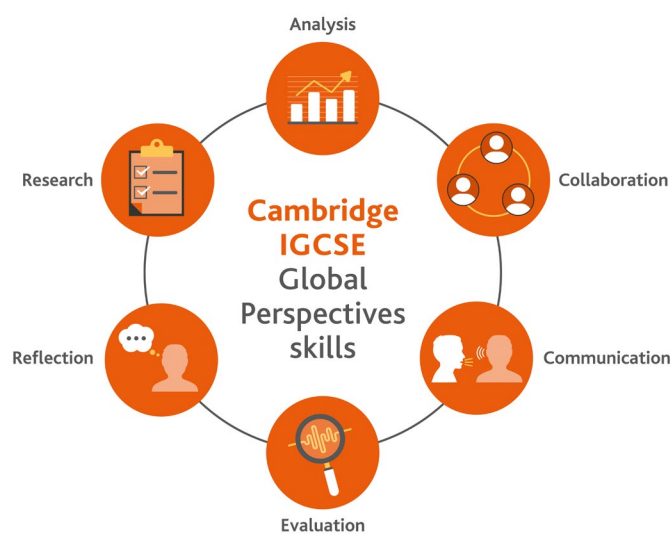 Analysis
Research
Collaboration
Cambridge
IGCSE
Global
Perspectives
skills
Reflection
Communication
Evaluation